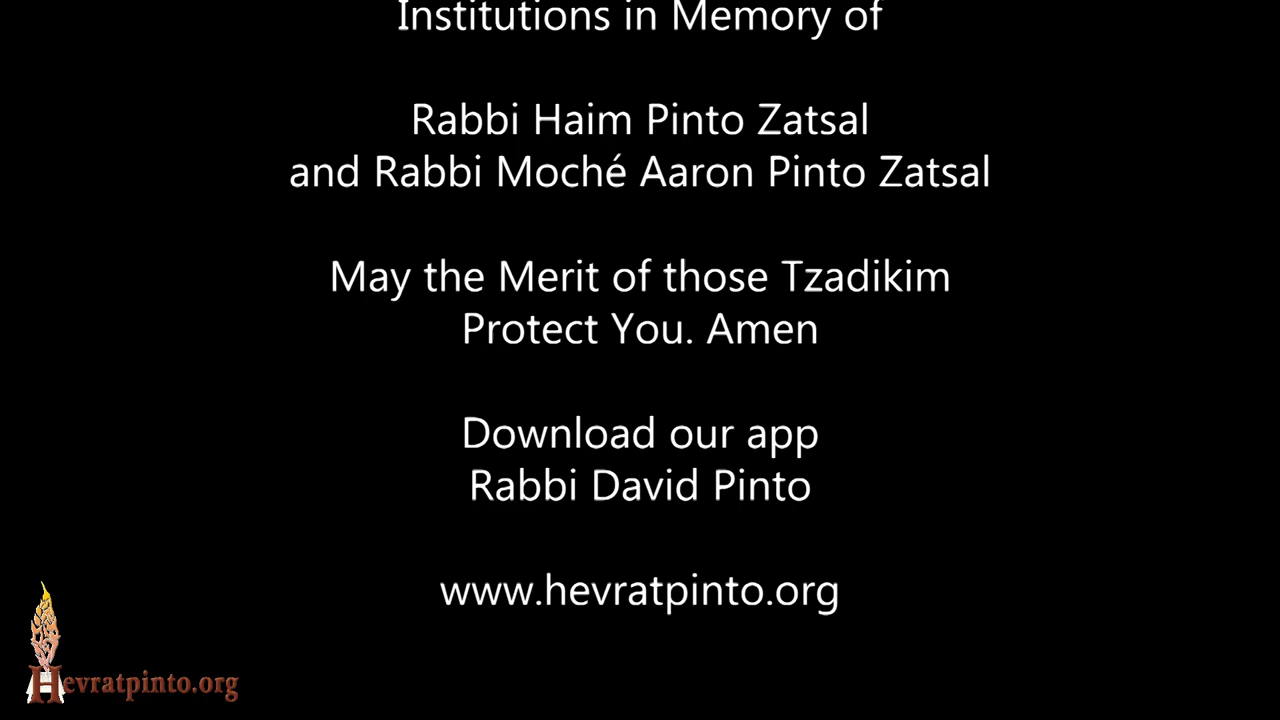 Institutions in Memory of
Rabbi Haim Pinto Zatsal
and Rabbi Moché Aaron Pinto Zatsal
May the Merit of those Tzadikim
Protect You. Amen
Download our app
Rabbi David Pinto
www.hevratpinto.org
Hevratpinto.org